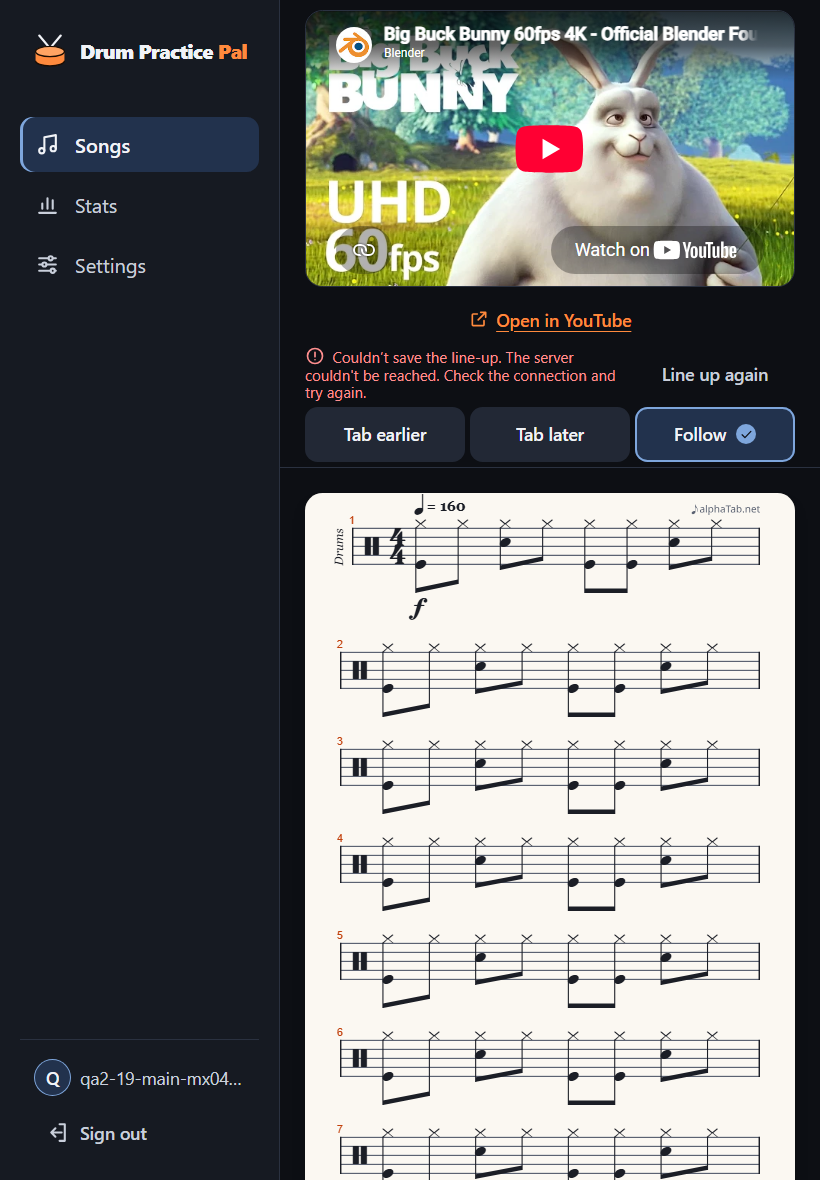 Drum Practice Pal
Songs
Stats
Settings
Big Buck Bunny 60fps 4K - Official Blender Fou
Blender
Big Buck
BUNNY
UHD
60fps
Watch on YouTube
Open in YouTube
Couldn't save the line-up. The server
couldn't be reached. Check the connection and
try again.
Line up again
Tab earlier
Tab later
Follow
= 160
alphaTab.net
1
Drums
4
4
f
2
3
4
5
6
7
Q
qa2-19-main-mx04...
Sign out